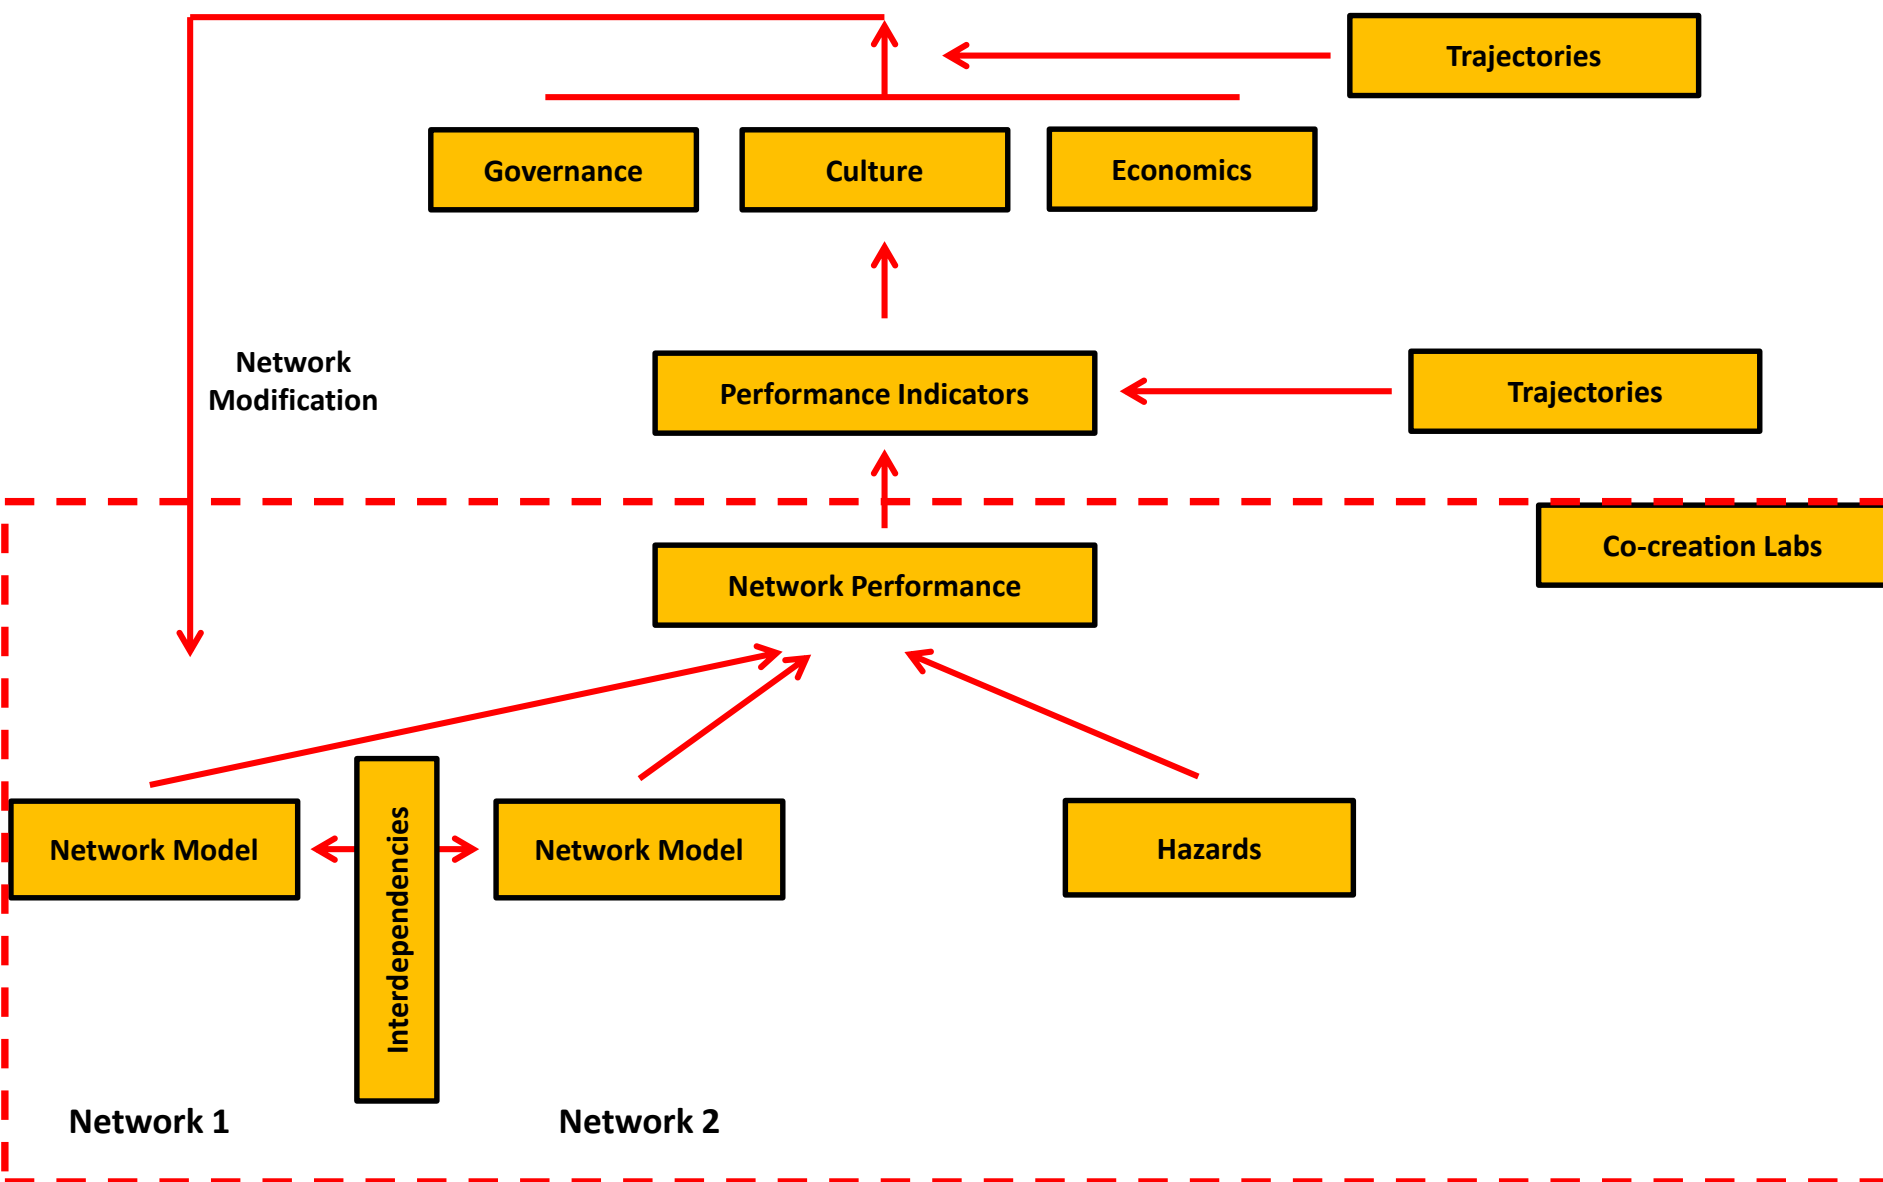 Trajectories
Governance
Culture
Economics
Network
Modification
Performance Indicators
Trajectories
Co-creation Labs
Network Performance
Network Model
Interdependencies
Network Model
Hazards
Network 1
Network 2